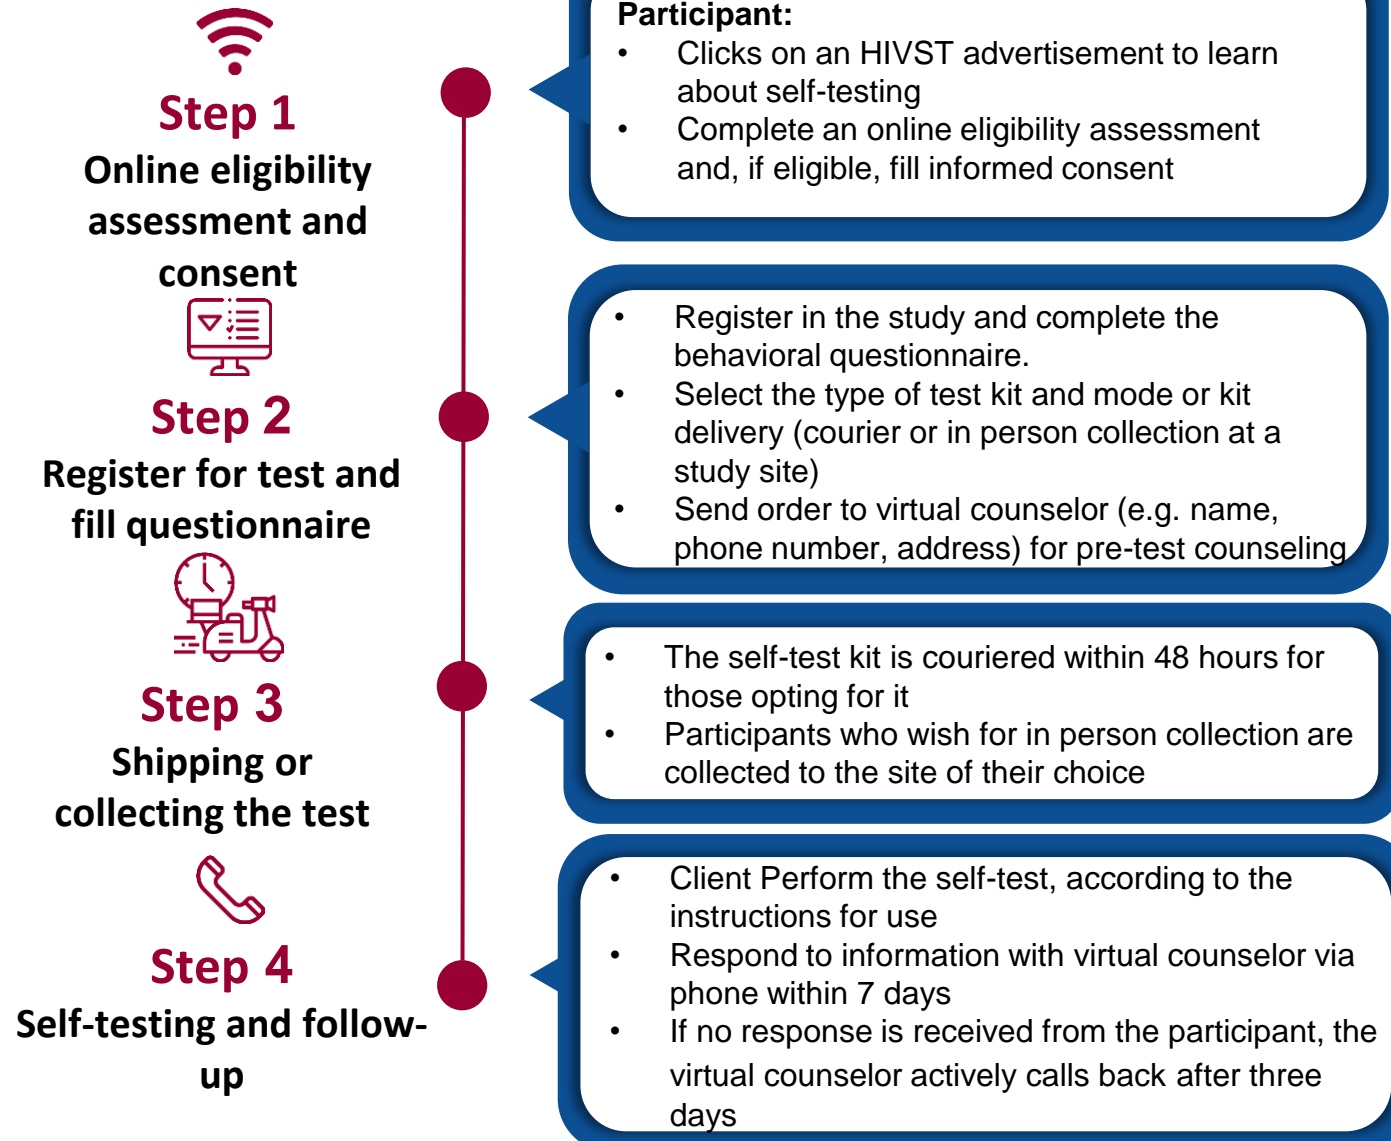 Step 1
Online eligibility
assessment and
consent
Participant:
• Clicks on an HIVST advertisement to learn
about self-testing
• Complete an online eligibility assessment
and, if eligible, fill informed consent
Step 2
Register for test and
fill questionnaire
• Register in the study and complete the
behavioral questionnaire.
• Select the type of test kit and mode or kit
delivery (courier or in person collection at a
study site)
• Send order to virtual counselor (e.g. name,
phone number, address) for pre-test counseling
Step 3
Shipping or
collecting the test
• The self-test kit is couriered within 48 hours for
those opting for it
• Participants who wish for in person collection are
collected to the site of their choice
Step 4
Self-testing and follow-
up
• Client Perform the self-test, according to the
instructions for use
• Respond to information with virtual counselor via
phone within 7 days
• If no response is received from the participant, the
virtual counselor actively calls back after three
days